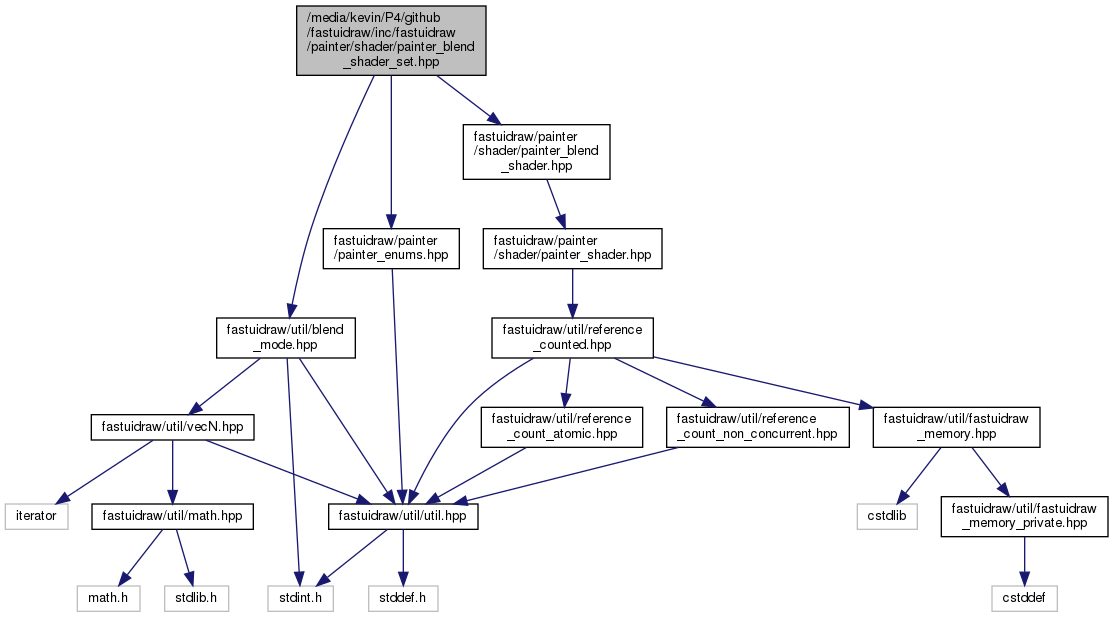 /media/kevin/P4/github
/fastuidraw/inc/fastuidraw
/painter/shader/painter_blend
_shader_set.hpp
fastuidraw/painter
/shader/painter_blend
_shader.hpp
fastuidraw/painter
/painter_enums.hpp
fastuidraw/painter
/shader/painter_shader.hpp
fastuidraw/util/blend
_mode.hpp
fastuidraw/util/reference
_counted.hpp
fastuidraw/util/vecN.hpp
fastuidraw/util/reference
_count_atomic.hpp
fastuidraw/util/reference
_count_non_concurrent.hpp
fastuidraw/util/fastuidraw
_memory.hpp
iterator
fastuidraw/util/math.hpp
fastuidraw/util/util.hpp
cstdlib
fastuidraw/util/fastuidraw
_memory_private.hpp
math.h
stdlib.h
stdint.h
stddef.h
cstddef